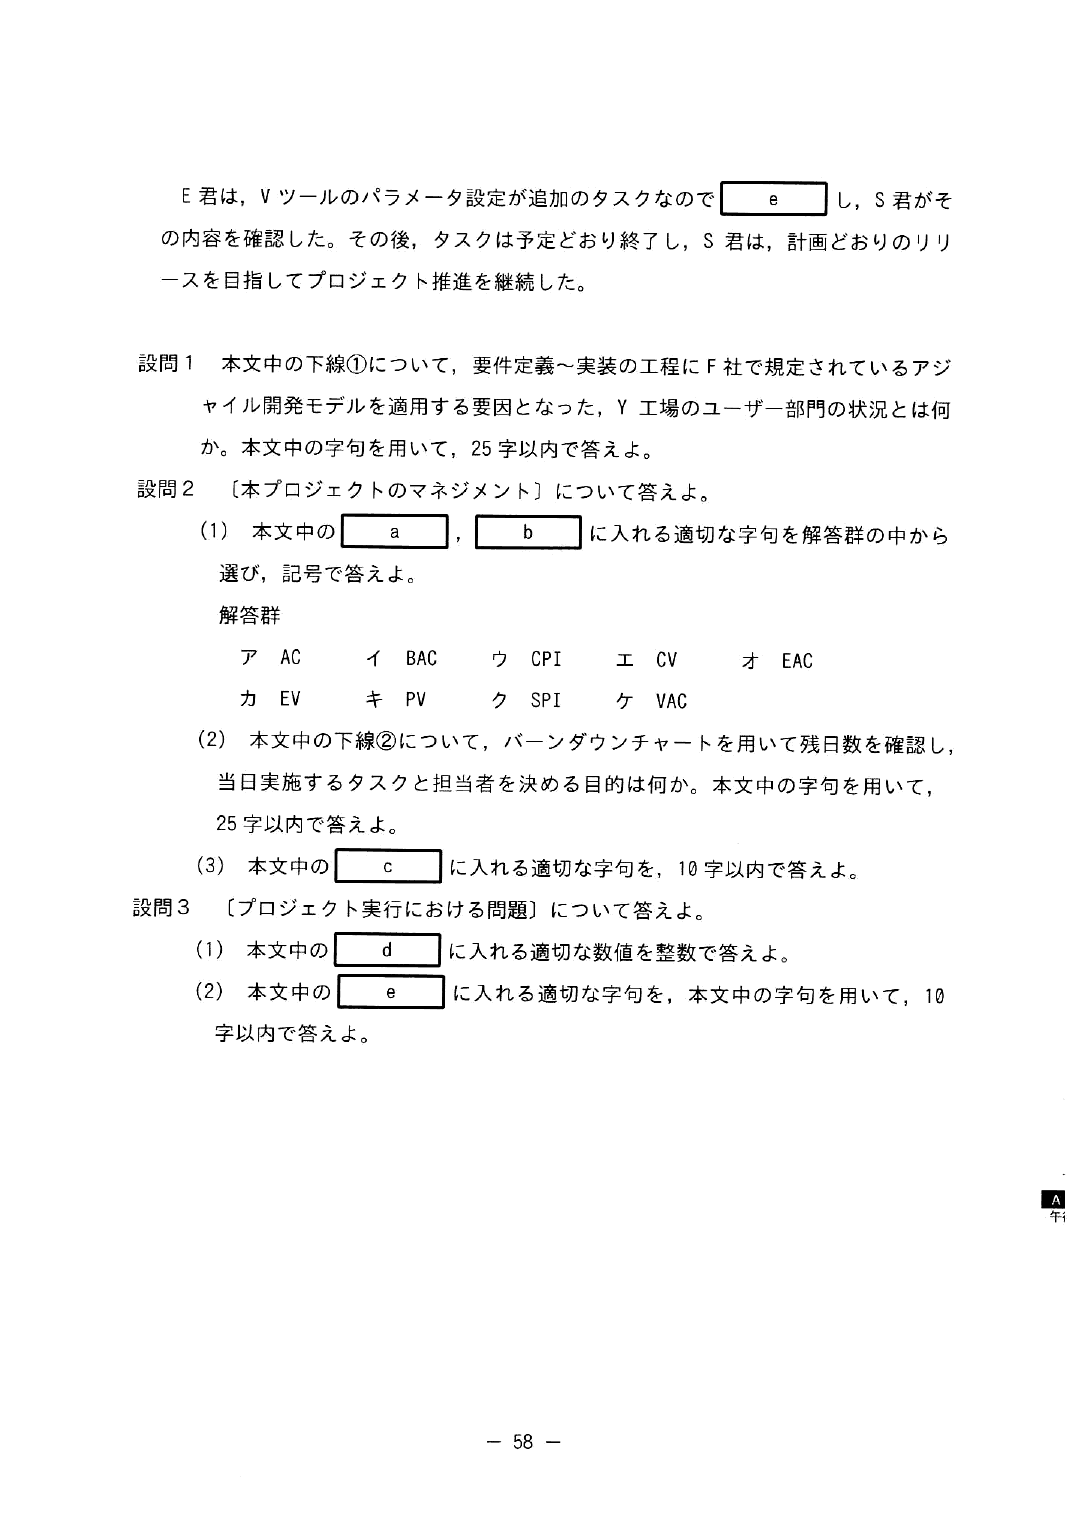 E 君は，V ツールのパラメータ設定が追加のタスクなので e し，S 君がそ
の内容を確認した。その後，タスクは予定どおり終了し，S 君は，計画どおりのリリ
ースを目指してプロジェクト推進を継続した。
設問１ 本文中の下線①について，要件定義～実装の工程に F 社で規定されているアジ
ャイル開発モデルを適用する要因となった，Y 工場のユーザー部門の状況とは何
か。本文中の字句を用いて，25 字以内で答えよ。
設問２ 〔本プロジェクトのマネジメント〕について答えよ。
(1) 本文中の a ， b に入れる適切な字句を解答群の中から
選び，記号で答えよ。
解答群
ア AC イ BAC ウ CPI エ CV オ EAC
カ EV キ PV ク SPI ケ VAC
(2) 本文中の下線②について，バーンダウンチャートを用いて残日数を確認し，
当日実施するタスクと担当者を決める目的は何か。本文中の字句を用いて，
25 字以内で答えよ。
(3) 本文中の c に入れる適切な字句を，10 字以内で答えよ。
設問３ 〔プロジェクト実行における問題〕について答えよ。
(1) 本文中の d に入れる適切な数値を整数で答えよ。
(2) 本文中の e に入れる適切な字句を，本文中の字句を用いて，10
字以内で答えよ。
A
午
－ 58 －